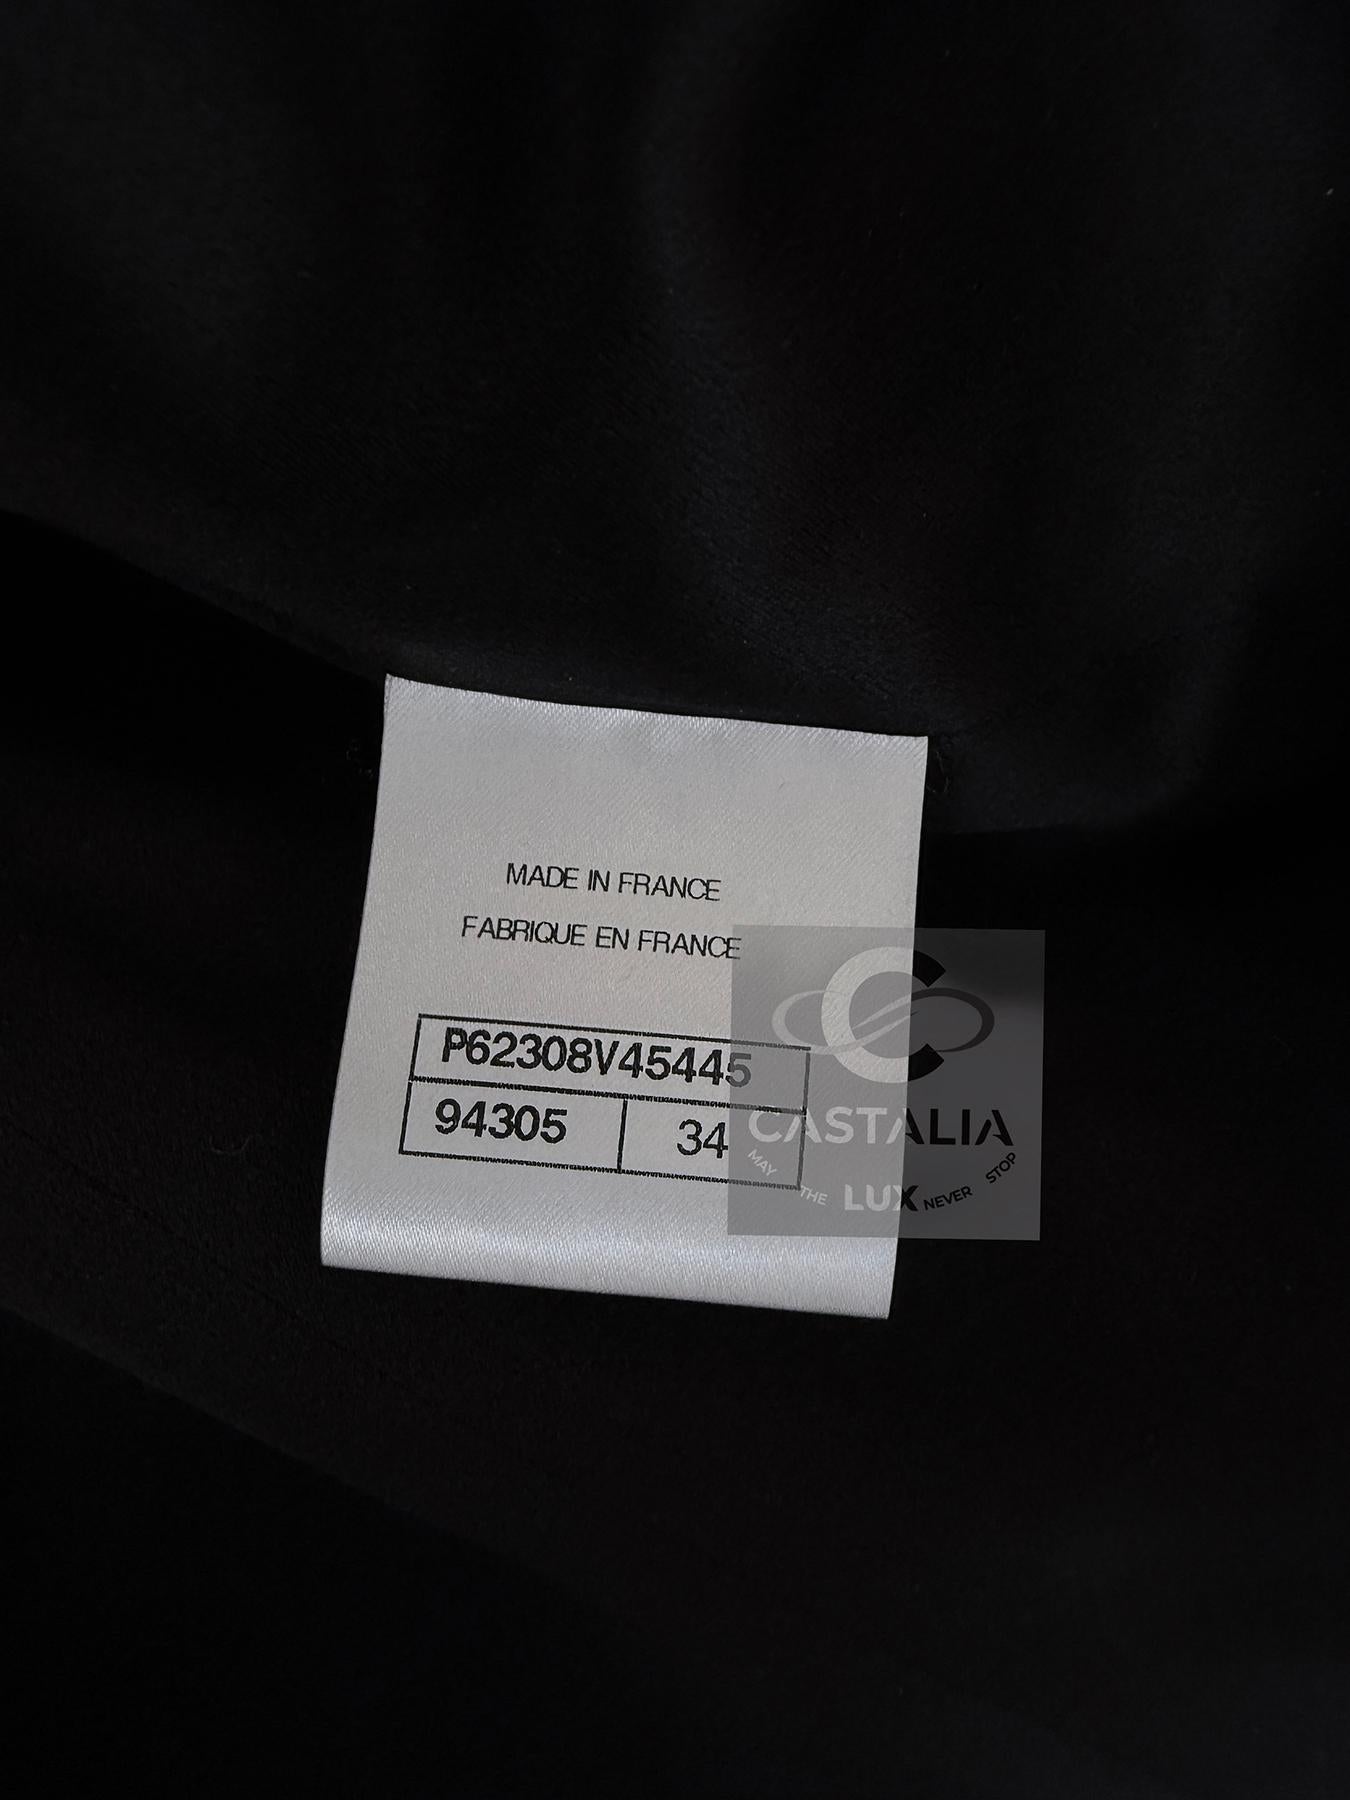 MADE IN FRANCE
FABRIQUE EN FRANCE
P62308V45445
94305
34
C
CASTALIA
MAY THE LUX NEVER STOP